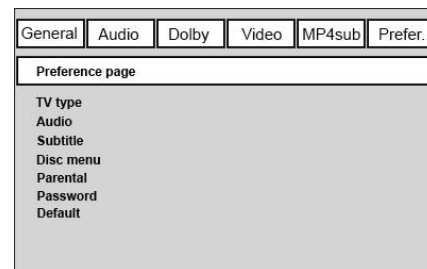 General Audio Dolby Video MP4sub Prefer.
Preference page
TV type
Audio
Subtitle
Disc menu
Parental
Password
Default